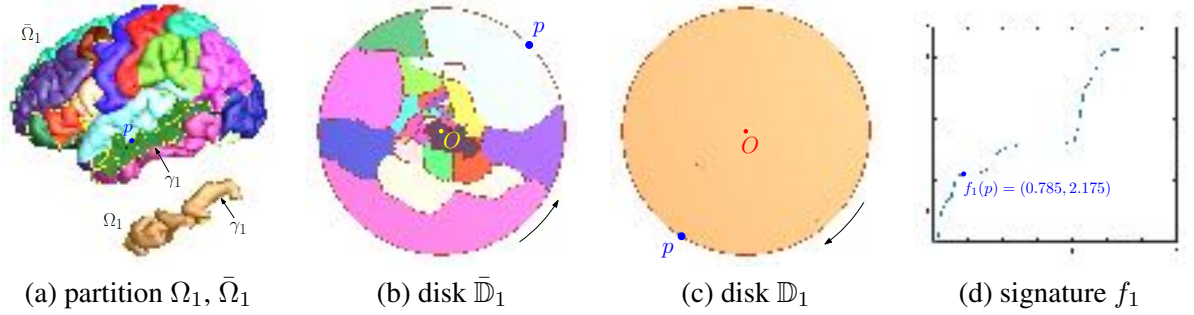 Ω̄₁
p
γ₁
Ω₁
γ₁
(a) partition Ω₁, Ω̄₁
p
O
(b) disk 𝔻̄₁
O
p
(c) disk 𝔻₁
f₁(p) = (0.785, 2.175)
(d) signature f₁